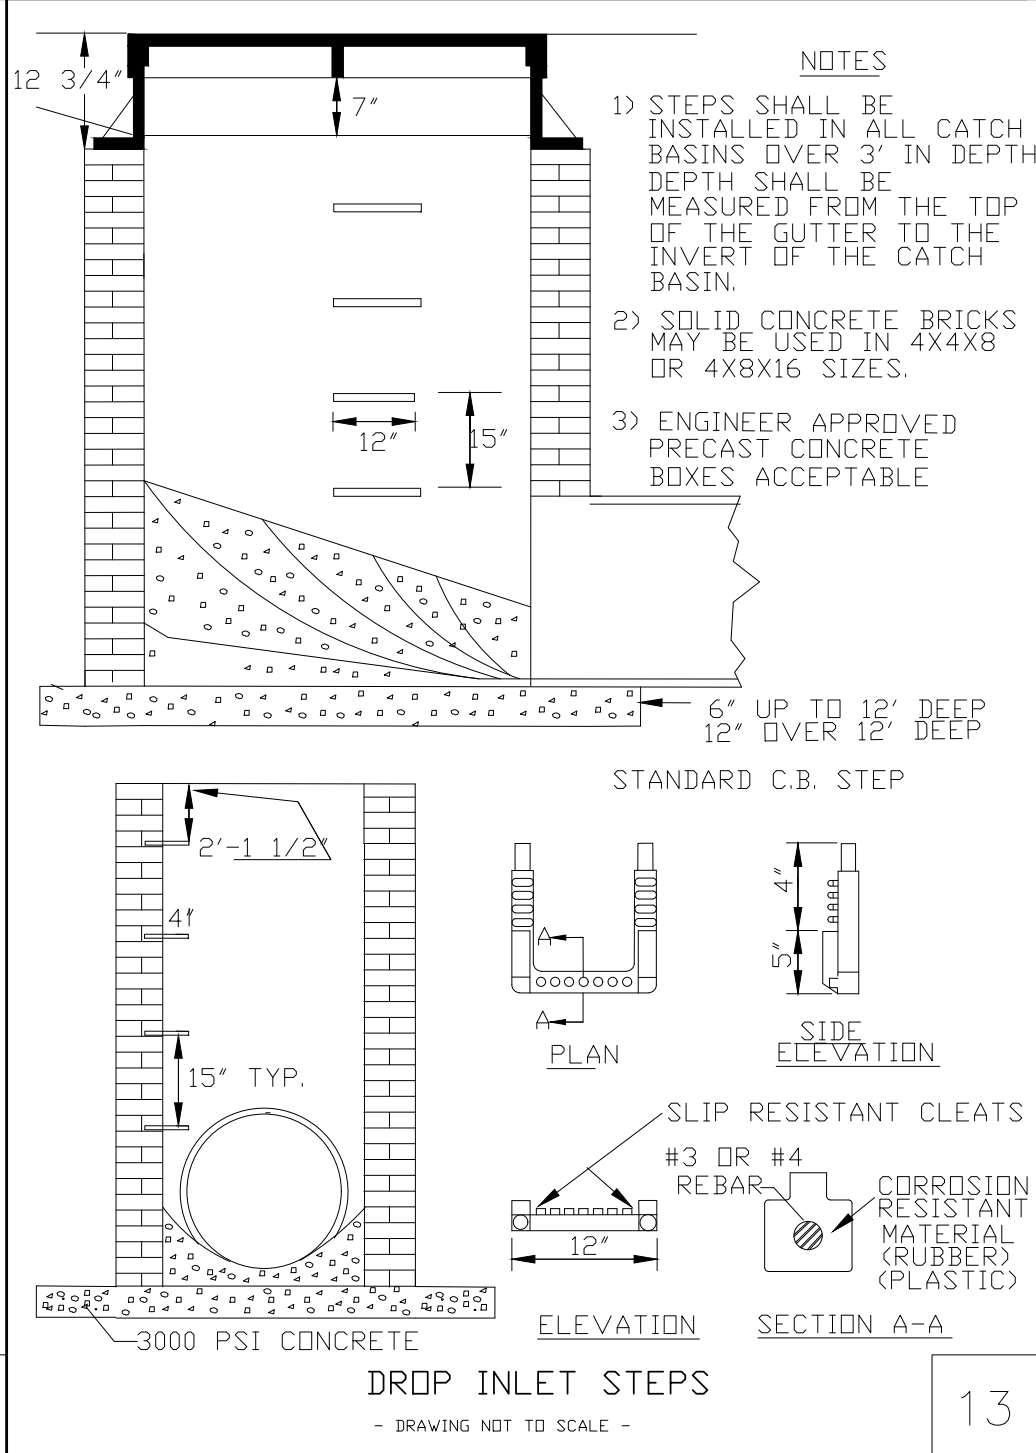 12 3/4"
7"
NOTES
1) STEPS SHALL BE
INSTALLED IN ALL CATCH
BASINS OVER 3' IN DEPTH
DEPTH SHALL BE
MEASURED FROM THE TOP
OF THE GUTTER TO THE
INVERT OF THE CATCH
BASIN.
2) SOLID CONCRETE BRICKS
MAY BE USED IN 4X4X8
OR 4X8X16 SIZES.
3) ENGINEER APPROVED
PRECAST CONCRETE
BOXES ACCEPTABLE
12"
15"
6" UP TO 12' DEEP
12" OVER 12' DEEP
STANDARD C.B. STEP
2'-1 1/2"
4"
15" TYP.
3000 PSI CONCRETE
A
A
PLAN
4"
5"
SIDE
ELEVATION
SLIP RESISTANT CLEATS
12"
ELEVATION
#3 OR #4
REBAR
CORROSION
RESISTANT
MATERIAL
(RUBBER)
(PLASTIC)
SECTION A-A
DROP INLET STEPS
- DRAWING NOT TO SCALE -
13